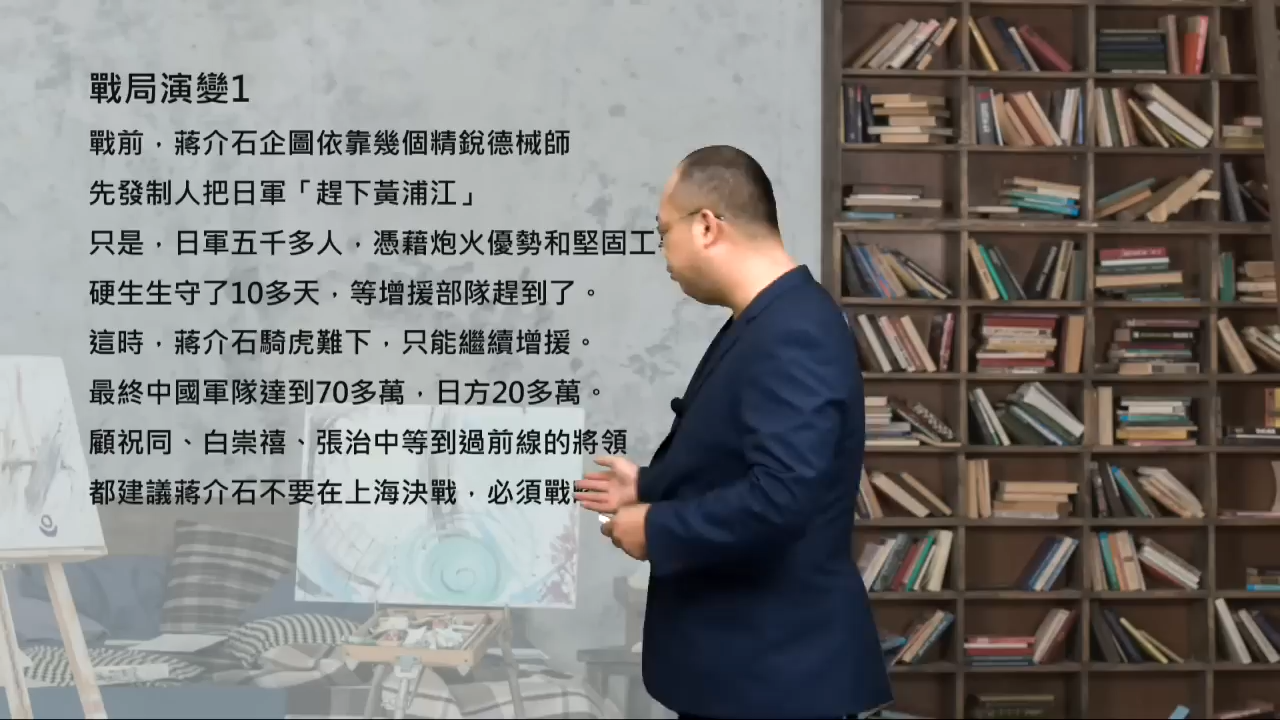 戰局演變1
戰前，蔣介石企圖依靠幾個精銳德械師
先發制人把日軍「趕下黃浦江」
只是，日軍五千多人，憑藉炮火優勢和堅固工
硬生生守了10多天，等增援部隊趕到了。
這時，蔣介石騎虎難下，只能繼續增援。
最終中國軍隊達到70多萬，日方20多萬。
顧祝同、白崇禧、張治中等到過前線的將領
都建議蔣介石不要在上海決戰，必須戰